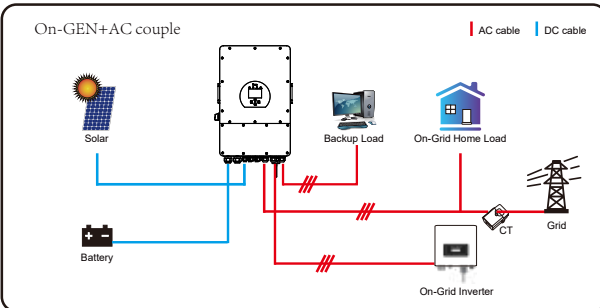 On-GEN+AC couple
AC cable
DC cable
Solar
Backup Load
On-Grid Home Load
CT
Grid
Battery
On-Grid Inverter